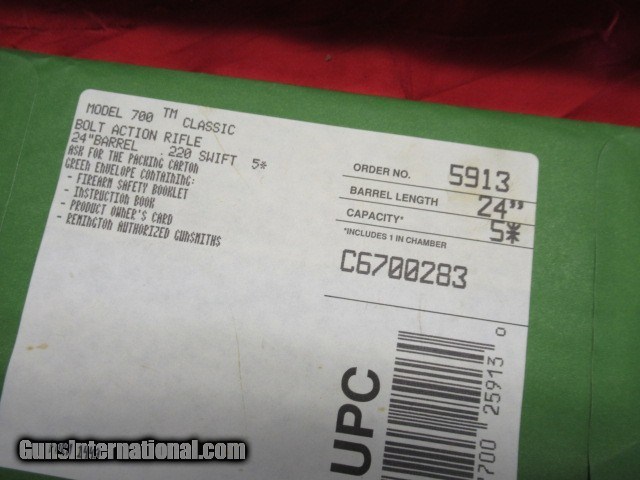 MODEL 700 TM CLASSIC
BOLT ACTION RIFLE
24"BARREL 220 SWIFT 5*
ASK FOR THE PACKING CARTON
GREEN ENVELOPE CONTAINING:
- FIREARM SAFETY BOOKLET
- INSTRUCTION BOOK
- PRODUCT OWNER'S CARD
- REMINGTON AUTHORIZED GUNSMITHS
ORDER NO. 5913
BARREL LENGTH 24"
CAPACITY* 5*
*INCLUDES 1 IN CHAMBER
C6700283
UPC
7700 25913 0
GunsInternational.com